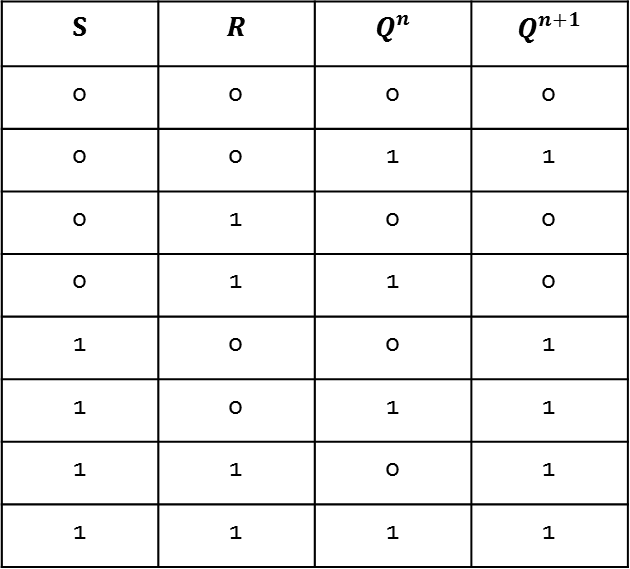 S R Qⁿ Qⁿ⁺¹
0 0 0 0
0 0 1 1
0 1 0 0
0 1 1 0
1 0 0 1
1 0 1 1
1 1 0 1
1 1 1 1